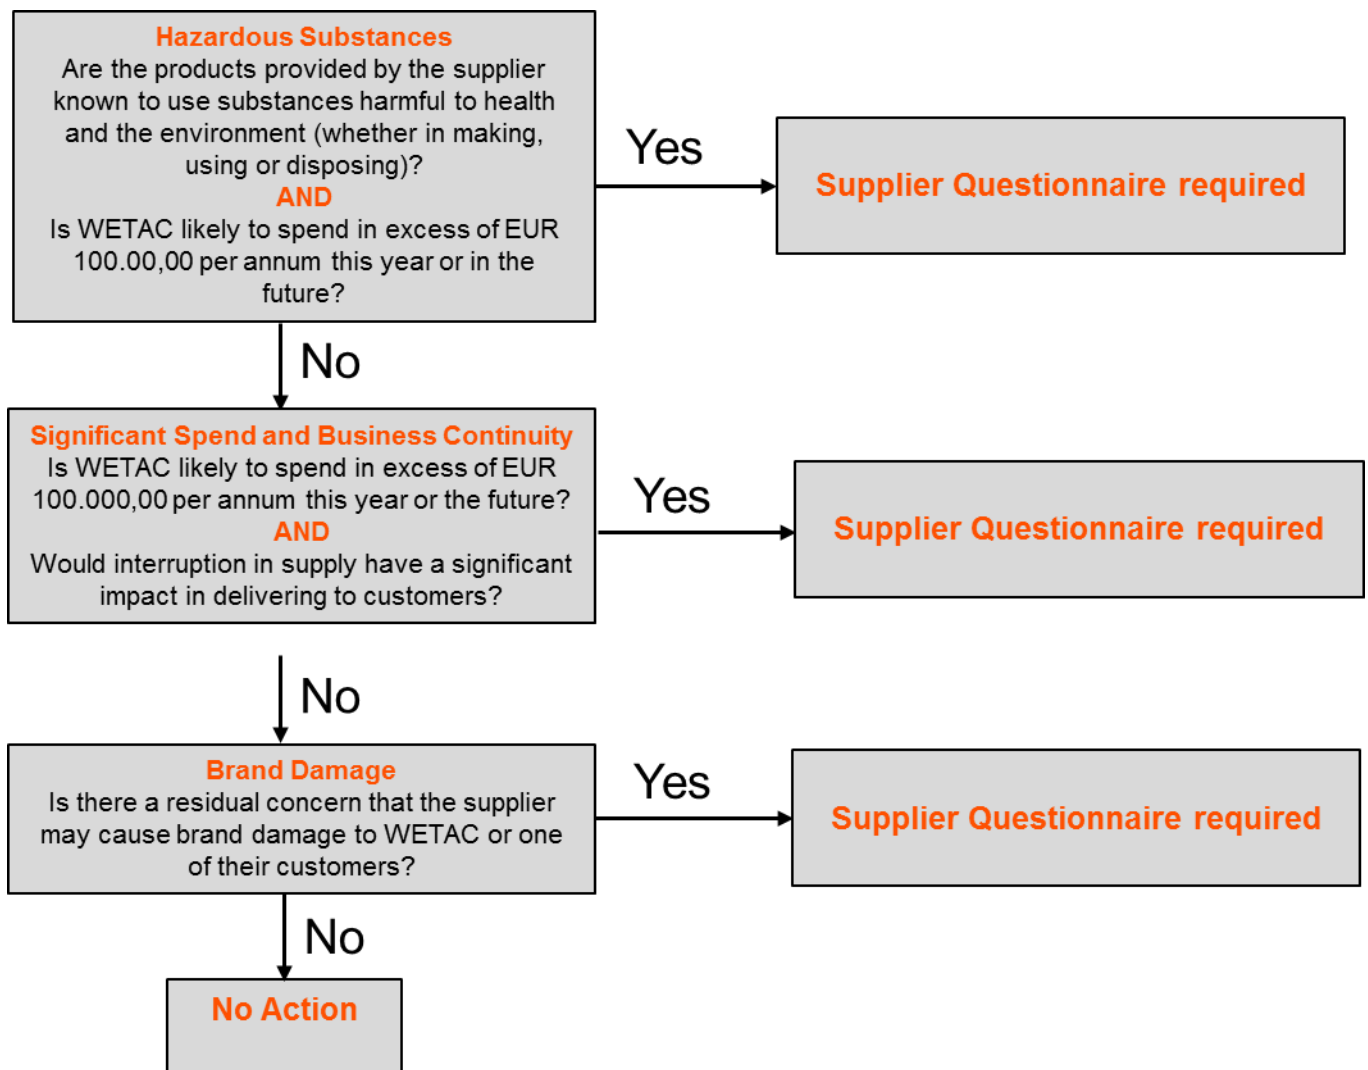 Hazardous Substances
Are the products provided by the supplier
known to use substances harmful to health
and the environment (whether in making,
using or disposing)?
AND
Is WETAC likely to spend in excess of EUR
100.00,00 per annum this year or in the
future?
Yes
Supplier Questionnaire required
No
Significant Spend and Business Continuity
Is WETAC likely to spend in excess of EUR
100.000,00 per annum this year or the future?
AND
Would interruption in supply have a significant
impact in delivering to customers?
Yes
Supplier Questionnaire required
No
Brand Damage
Is there a residual concern that the supplier
may cause brand damage to WETAC or one
of their customers?
Yes
Supplier Questionnaire required
No
No Action